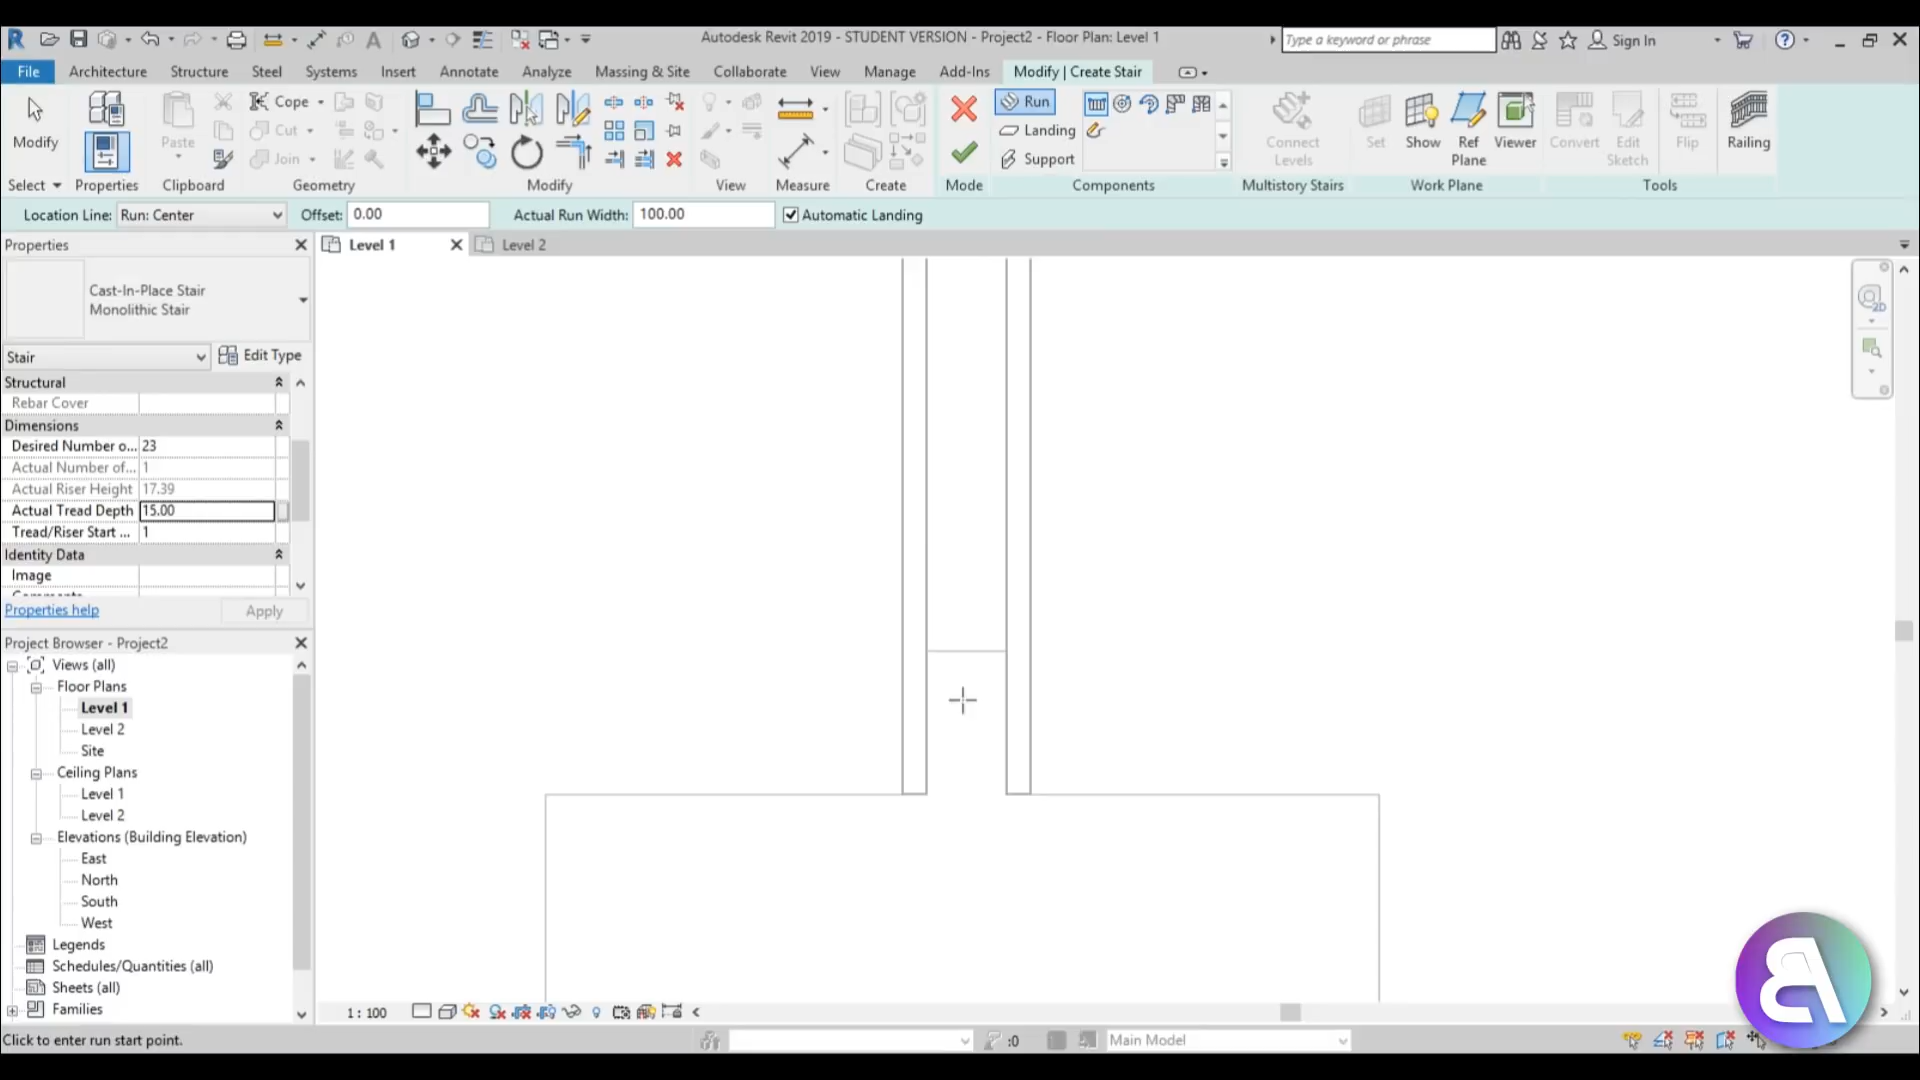 Autodesk Revit 2019 - STUDENT VERSION - Project2 - Floor Plan: Level 1
Type a keyword or phrase
Sign In
File Architecture Structure Steel Systems Insert Annotate Analyze Massing & Site Collaborate View Manage Add-Ins Modify | Create Stair
Modify
Paste
Cope
Cut
Join
Run
Landing
Support
Connect Levels
Set
Show
Ref Plane
Viewer
Convert
Edit Sketch
Flip
Railing
Select Properties Clipboard Geometry Modify View Measure Create Mode Components Multistory Stairs Work Plane Tools
Location Line: Run: Center Offset: 0.00 Actual Run Width: 100.00 Automatic Landing
Properties
Level 1
Level 2
Cast-In-Place Stair
Monolithic Stair
Stair
Edit Type
Structural
Rebar Cover
Dimensions
Desired Number o... 23
Actual Number of... 1
Actual Riser Height 17.39
Actual Tread Depth 15.00
Tread/Riser Start ... 1
Identity Data
Image
Properties help
Apply
Project Browser - Project2
Views (all)
Floor Plans
Level 1
Level 2
Site
Ceiling Plans
Level 1
Level 2
Elevations (Building Elevation)
East
North
South
West
Legends
Schedules/Quantities (all)
Sheets (all)
Families
1 : 100
2D
Click to enter run start point.
:0
Main Model